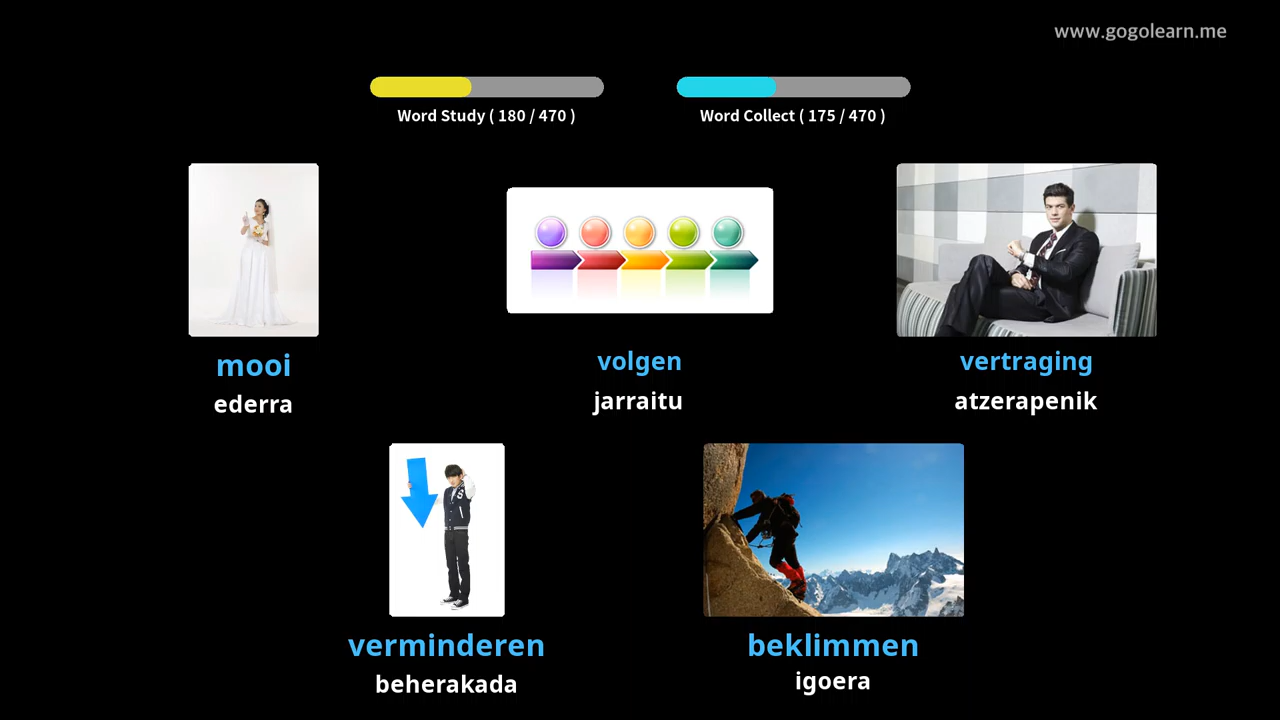 www.gogolearn.me
Word Study ( 180 / 470 )
Word Collect ( 175 / 470 )
mooi
ederra
volgen
jarraitu
vertraging
atzerapenik
verminderen
beherakada
beklimmen
igoera